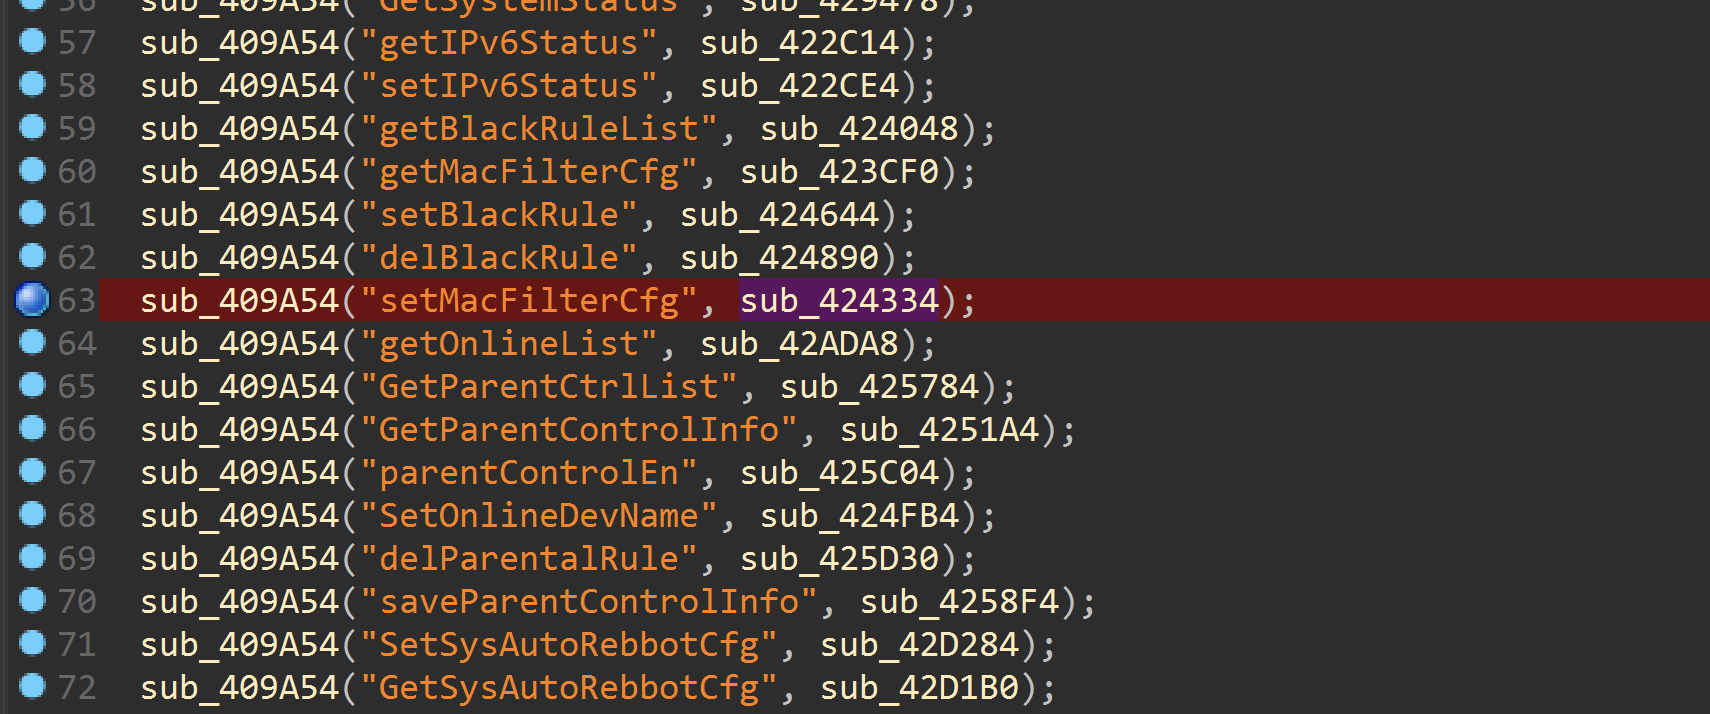 56 sub_409A54("GetSystemStatus", sub_429478);
57 sub_409A54("getIPv6Status", sub_422C14);
58 sub_409A54("setIPv6Status", sub_422CE4);
59 sub_409A54("getBlackRuleList", sub_424048);
60 sub_409A54("getMacFilterCfg", sub_423CF0);
61 sub_409A54("setBlackRule", sub_424644);
62 sub_409A54("delBlackRule", sub_424890);
63 sub_409A54("setMacFilterCfg", sub_424334);
64 sub_409A54("getOnlineList", sub_42ADA8);
65 sub_409A54("GetParentCtrlList", sub_425784);
66 sub_409A54("GetParentControlInfo", sub_4251A4);
67 sub_409A54("parentControlEn", sub_425C04);
68 sub_409A54("SetOnlineDevName", sub_424FB4);
69 sub_409A54("delParentalRule", sub_425D30);
70 sub_409A54("saveParentControlInfo", sub_4258F4);
71 sub_409A54("SetSysAutoRebbotCfg", sub_42D284);
72 sub_409A54("GetSysAutoRebbotCfg", sub_42D1B0);